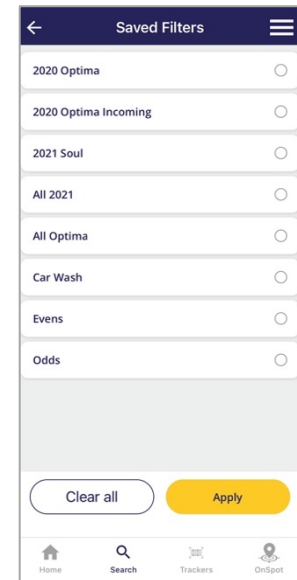 Saved Filters
2020 Optima
2020 Optima Incoming
2021 Soul
All 2021
All Optima
Car Wash
Evens
Odds
Clear all
Apply
Home
Search
Trackers
OnSpot